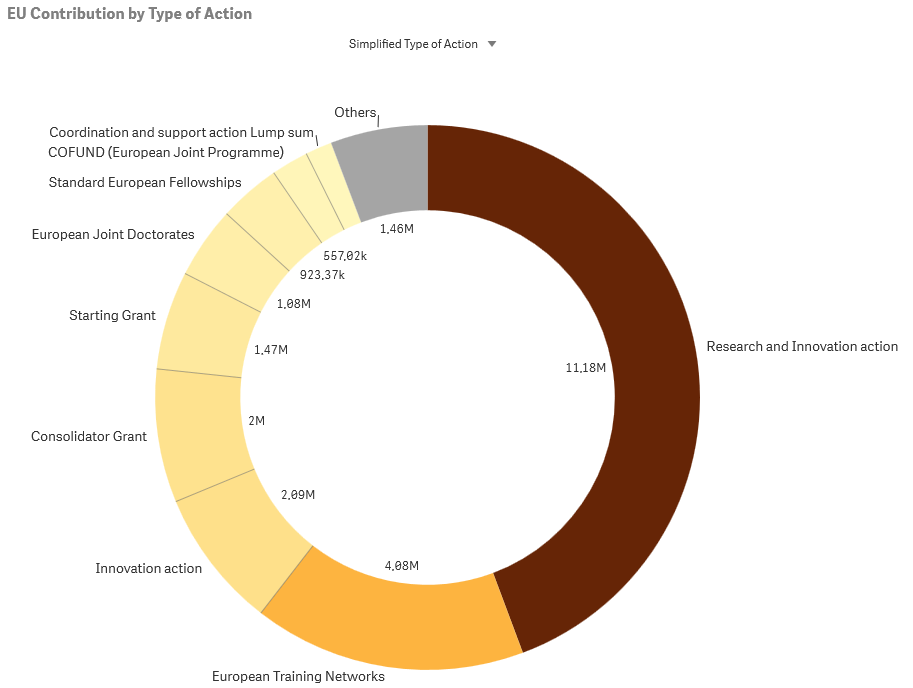 EU Contribution by Type of Action
Simplified Type of Action
Others
Coordination and support action Lump sum
COFUND (European Joint Programme)
Standard European Fellowships
European Joint Doctorates
Starting Grant
Consolidator Grant
Innovation action
European Training Networks
Research and Innovation action
1,46M
557,02k
923,37k
1,08M
1,47M
2M
2,09M
4,08M
11,18M